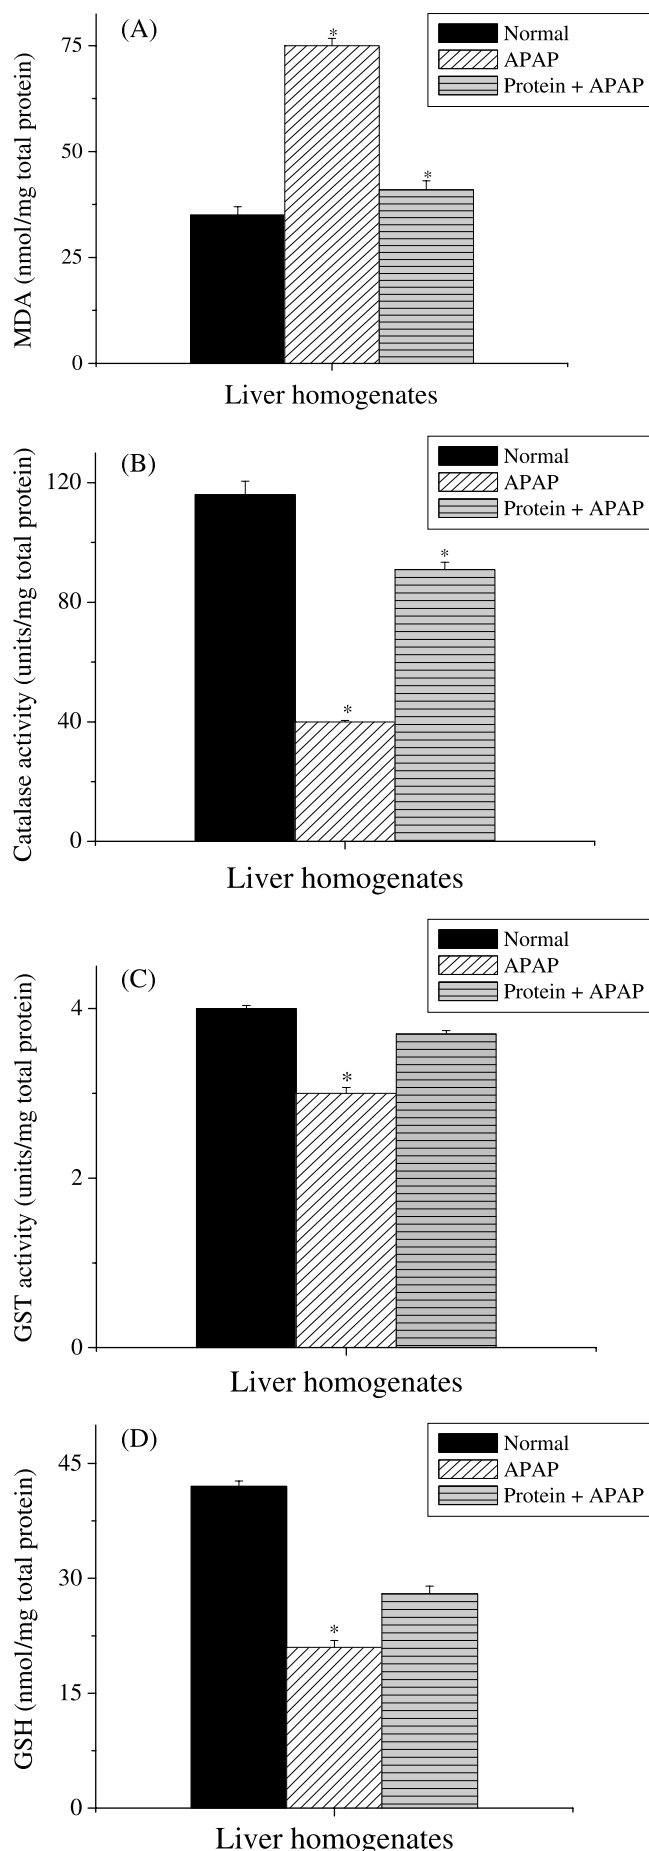 (A)
Normal
APAP
Protein + APAP
MDA (nmol/mg total protein)
75
50
25
0
*
*
Liver homogenates
(B)
Normal
APAP
Protein + APAP
Catalase activity (units/mg total protein)
120
80
40
0
*
*
Liver homogenates
(C)
Normal
APAP
Protein + APAP
GST activity (units/mg total protein)
4
2
0
*
Liver homogenates
(D)
Normal
APAP
Protein + APAP
GSH (nmol/mg total protein)
45
30
15
0
*
Liver homogenates